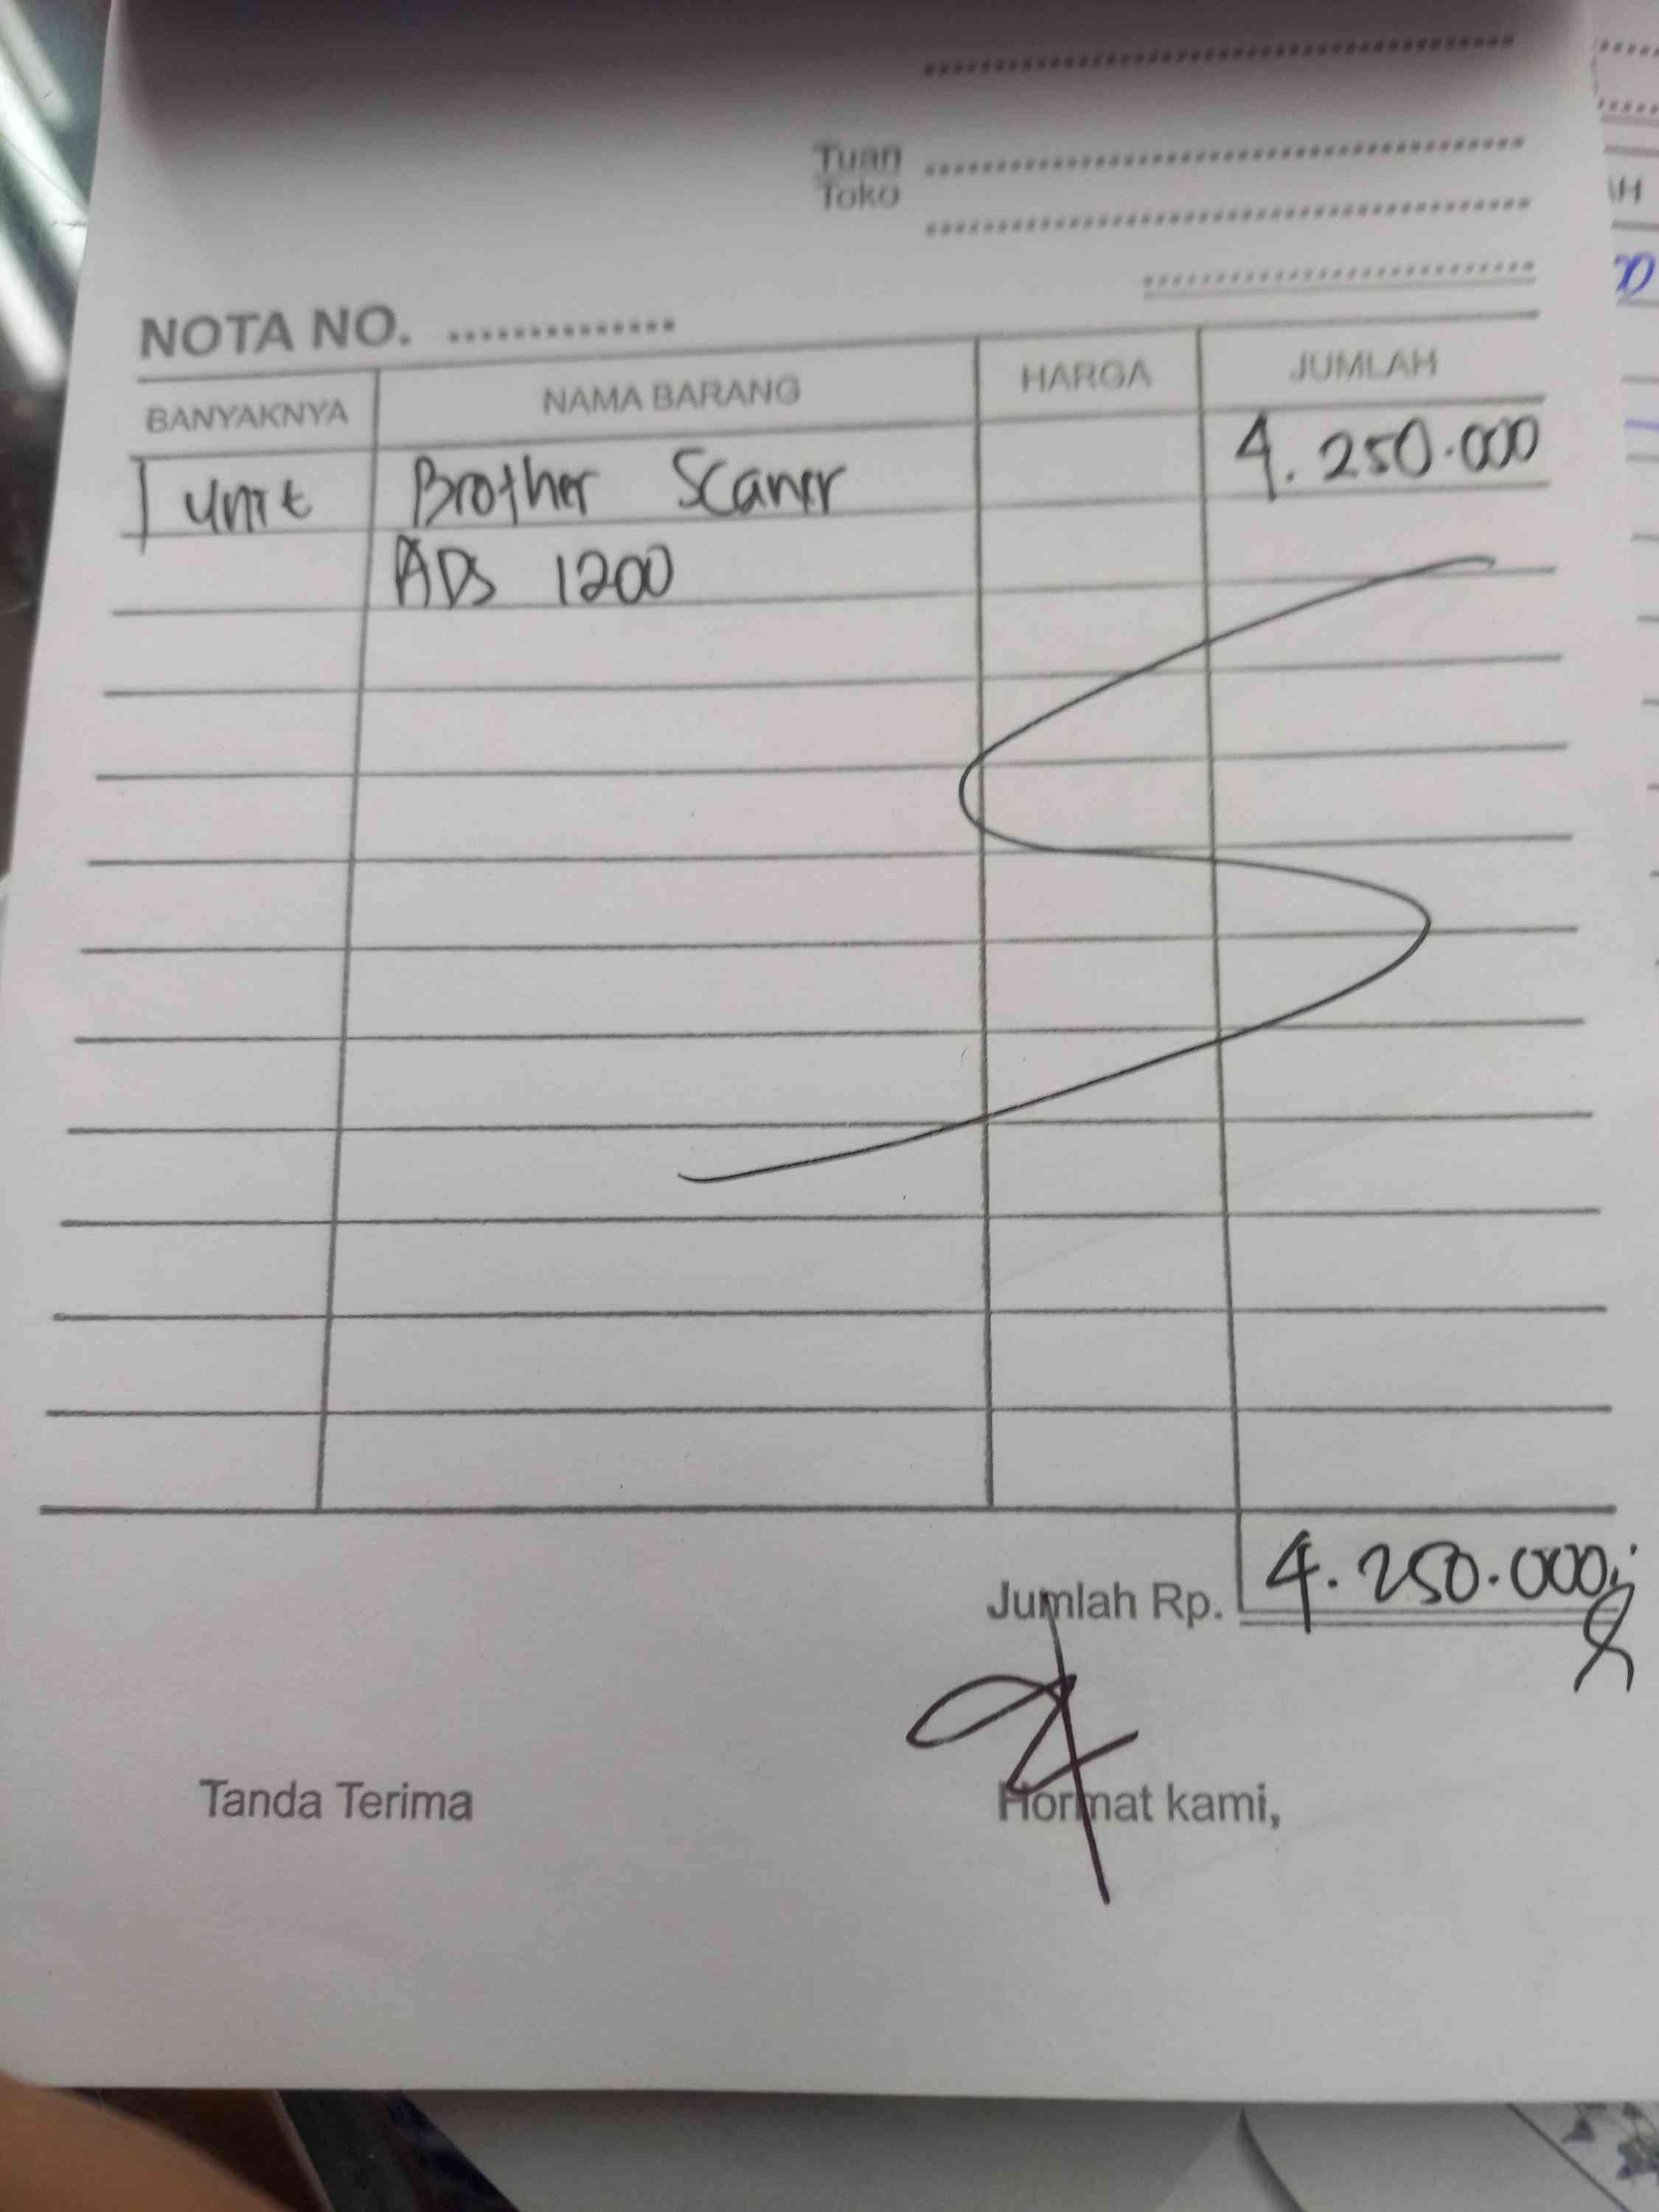 Tuan
Toko
NOTA NO.
BANYAKNYA NAMA BARANG HARGA JUMLAH
1 unit Brother Scaner 4.250.000
ADS 1200
Jumlah Rp. 4.250.000,
Tanda Terima Hormat kami,